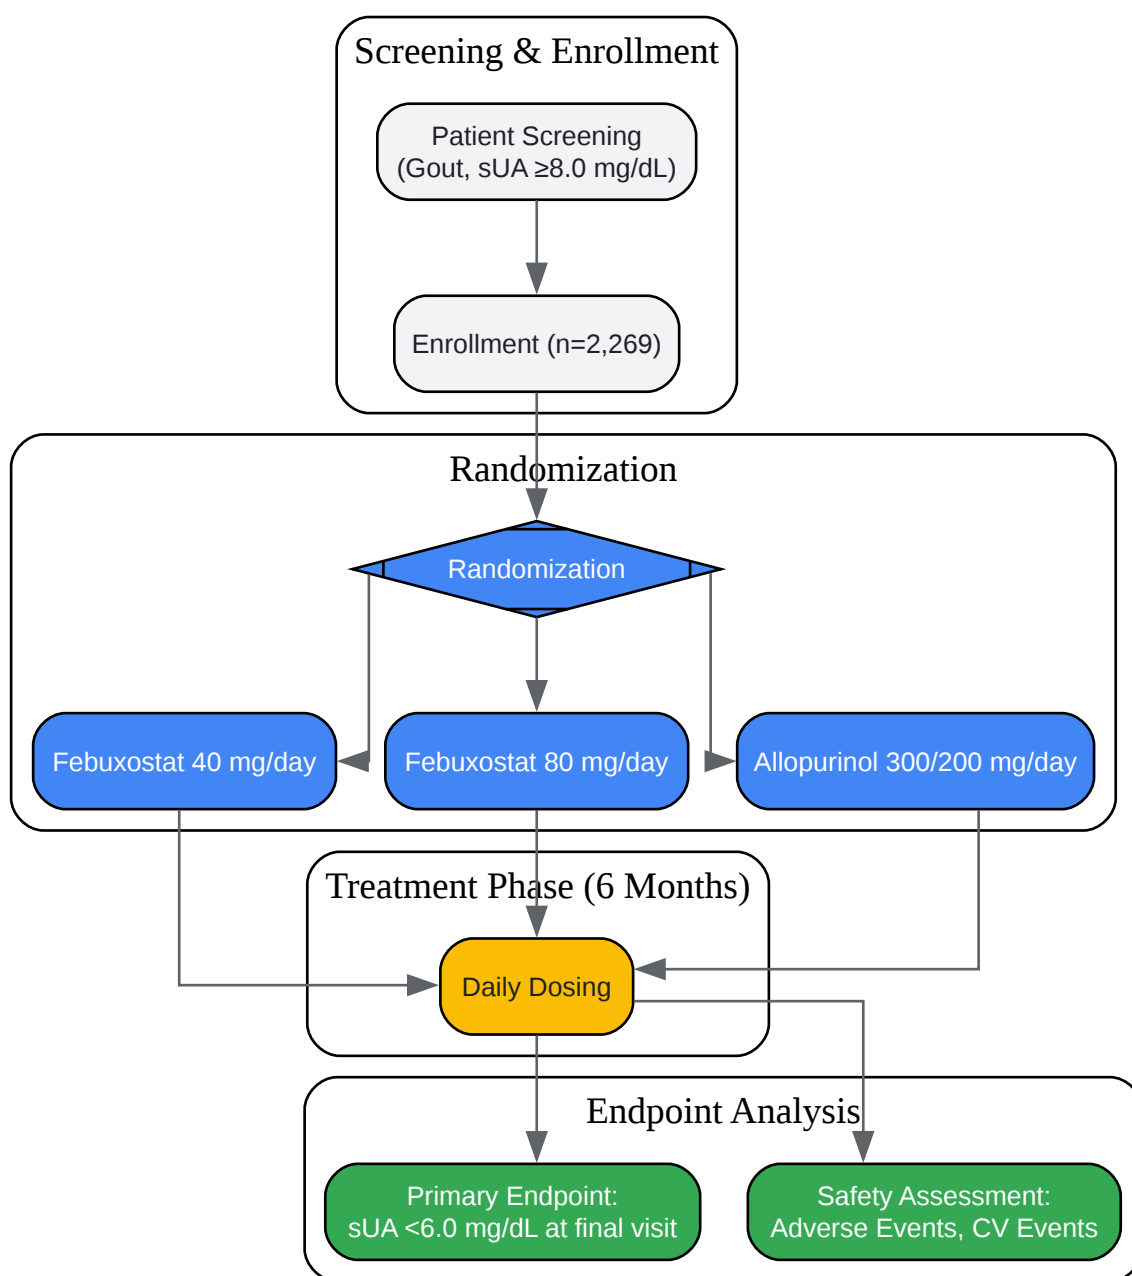 Screening & Enrollment
Patient Screening
(Gout, sUA ≥8.0 mg/dL)
Enrollment (n=2,269)
Randomization
Randomization
Febuxostat 40 mg/day
Febuxostat 80 mg/day
Allopurinol 300/200 mg/day
Treatment Phase (6 Months)
Daily Dosing
Endpoint Analysis
Primary Endpoint:
sUA <6.0 mg/dL at final visit
Safety Assessment:
Adverse Events, CV Events